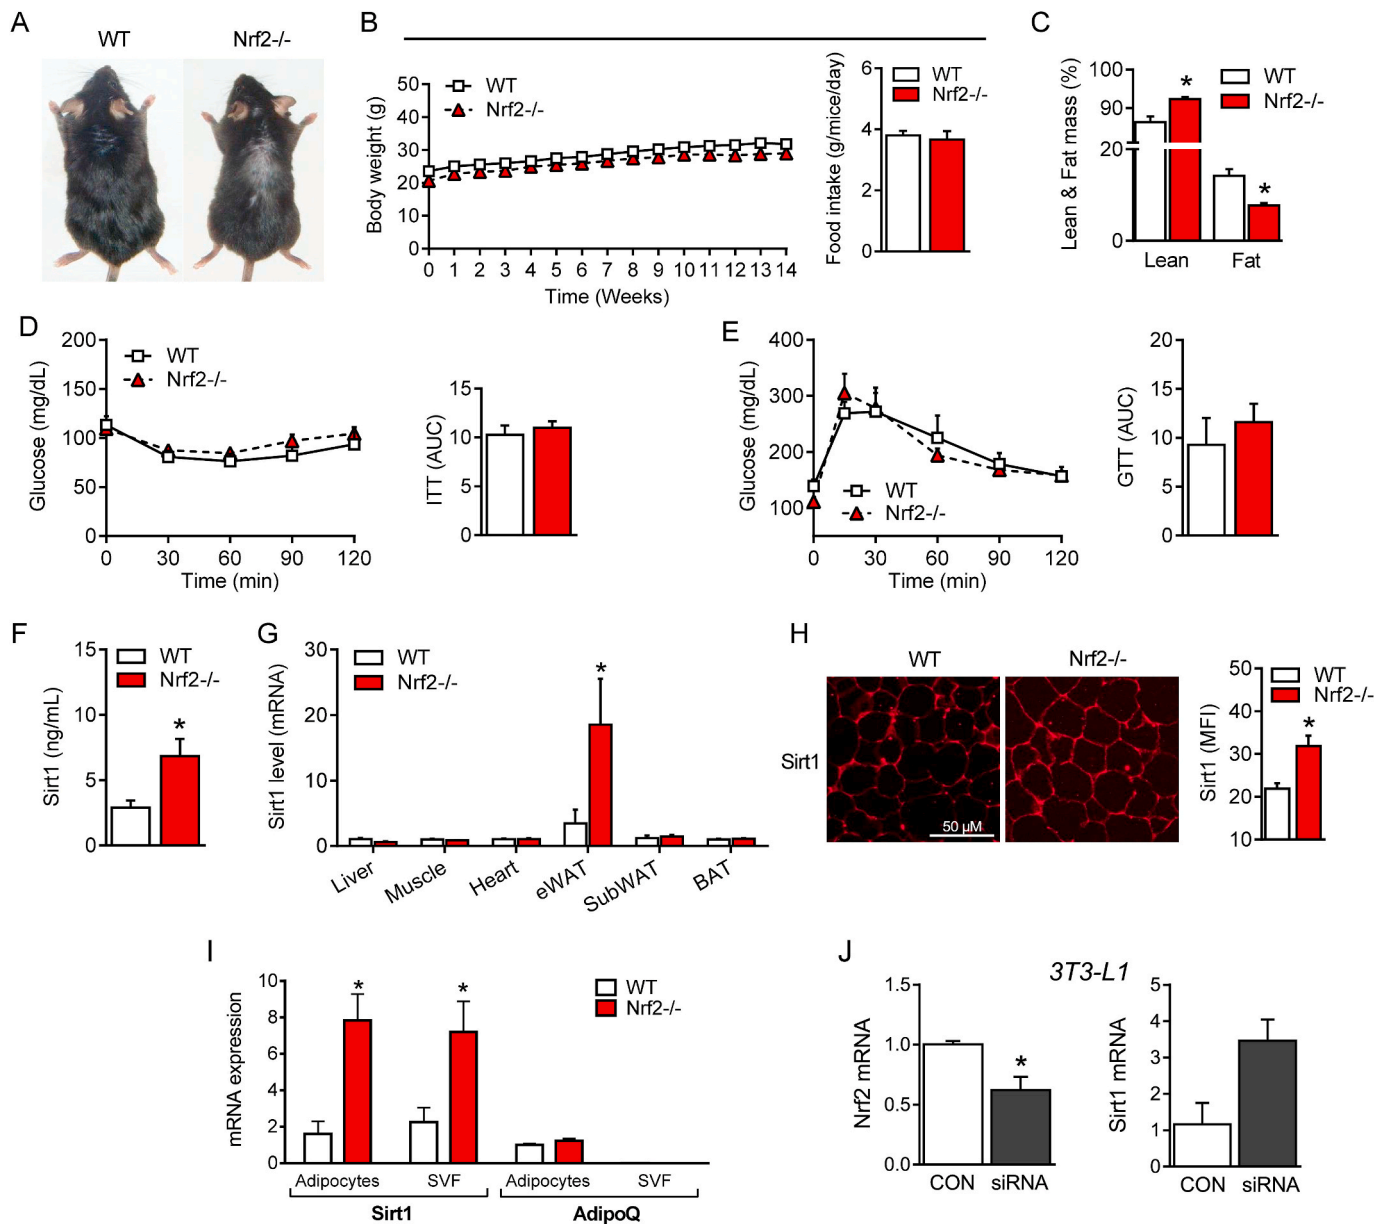 A
WT
Nrf2-/-
B
Body weight (g)
50
40
30
20
10
0
WT
Nrf2-/-
0 1 2 3 4 5 6 7 8 9 10 11 12 13 14
Time (Weeks)
Food intake (g/mice/day)
6
4
2
0
WT
Nrf2-/-
C
Lean & Fat mass (%)
100
90
20
0
WT
Nrf2-/-
*
*
Lean Fat
D
Glucose (mg/dL)
200
150
100
50
0
WT
Nrf2-/-
0 30 60 90 120
Time (min)
ITT (AUC)
15
10
5
0
E
Glucose (mg/dL)
400
300
200
100
WT
Nrf2-/-
0 30 60 90 120
Time (min)
GTT (AUC)
20
15
10
5
0
F
Sirt1 (ng/mL)
15
10
5
0
WT
Nrf2-/-
*
G
Sirt1 level (mRNA)
30
20
10
0
WT
Nrf2-/-
*
Liver Muscle Heart eWAT SubWAT BAT
H
WT
Nrf2-/-
Sirt1
50 µM
Sirt1 (MFI)
50
40
30
20
10
WT
Nrf2-/-
*
I
mRNA expression
10
8
6
4
2
0
* *
WT
Nrf2-/-
Adipocytes SVF Adipocytes SVF
Sirt1 AdipoQ
J
3T3-L1
Nrf2 mRNA
1.5
1.0
0.5
0.0
*
CON siRNA
Sirt1 mRNA
5
4
3
2
1
0
CON siRNA